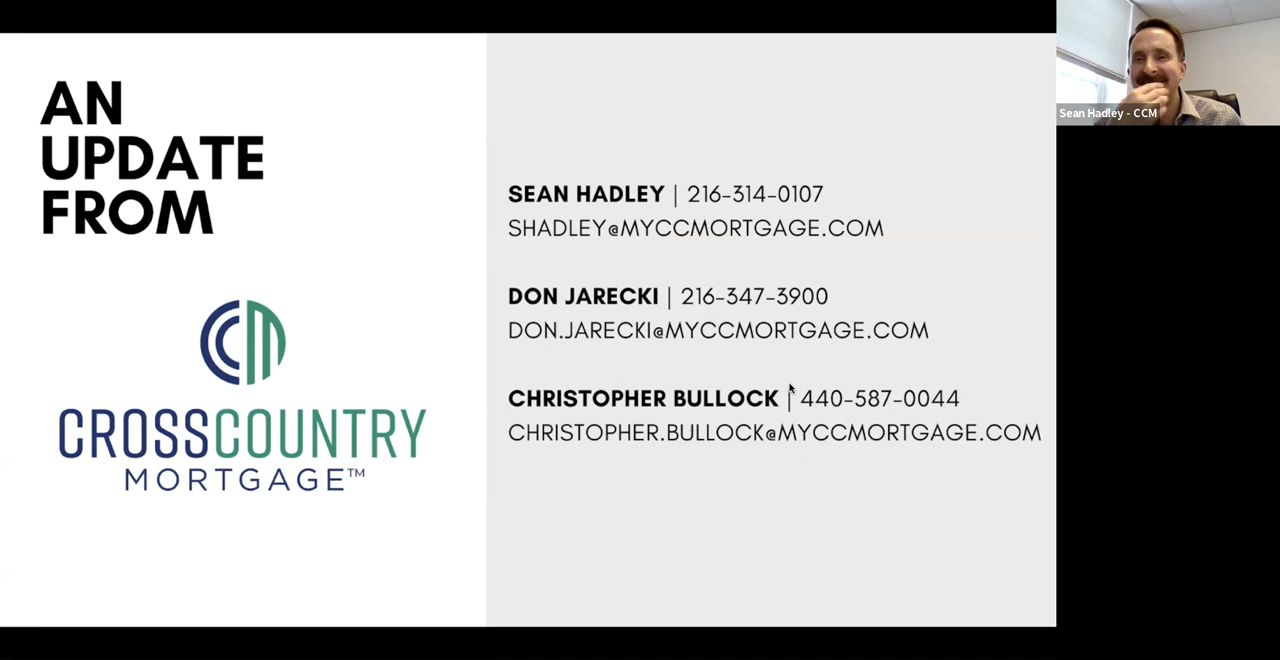 AN
UPDATE
FROM
CM
CROSSCOUNTRY
MORTGAGE™
SEAN HADLEY | 216-314-0107
SHADLEY@MYCCMORTGAGE.COM
DON JARECKI | 216-347-3900
DON.JARECKI@MYCCMORTGAGE.COM
CHRISTOPHER BULLOCK | 440-587-0044
CHRISTOPHER.BULLOCK@MYCCMORTGAGE.COM
Sean Hadley - CCM